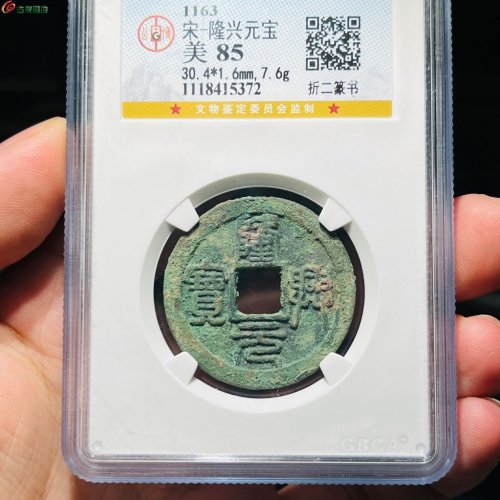 1163
宋-隆兴元宝
美 85
30.4*1.6mm,7.6g
1118415372 折二篆书
★ 文物鉴定委员会监制 ★
隆
寶 興
元
GBCA